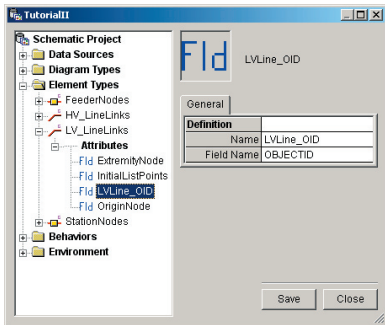 TutorialII
Schematic Project
Data Sources
Diagram Types
Element Types
FeederNodes
HV_LineLinks
LV_LineLinks
Attributes
Fld ExtremityNode
Fld InitialListPoints
Fld LVLine_OID
Fld OriginNode
StationNodes
Behaviors
Environment
Fld LVLine_OID
General
Definition
Name LVLine_OID
Field Name OBJECTID
Save Close